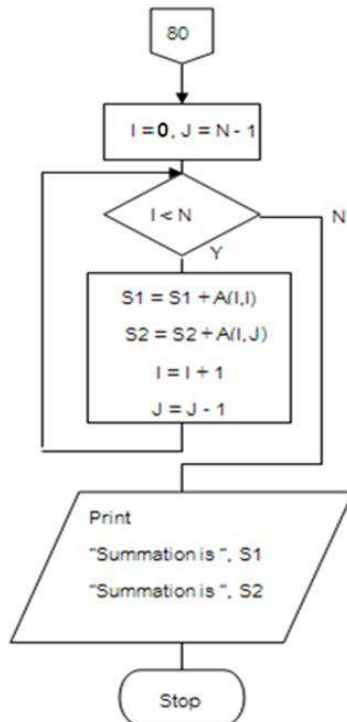 80
I = 0, J = N - 1
I < N
N
Y
S1 = S1 + A(I,I)
S2 = S2 + A(I, J)
I = I + 1
J = J - 1
Print
"Summation is ", S1
"Summation is ", S2
Stop